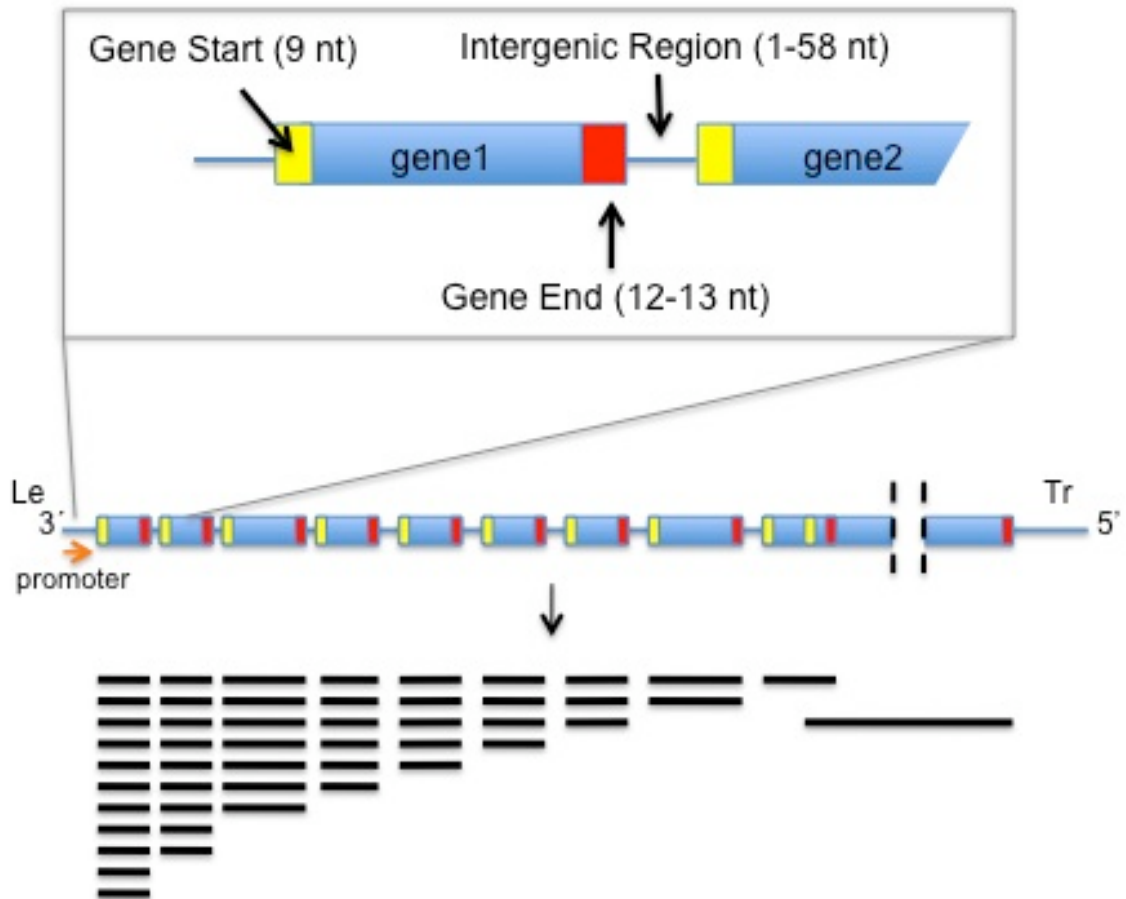 Gene Start (9 nt)
Intergenic Region (1-58 nt)
gene1
gene2
Gene End (12-13 nt)
Le
Tr
3´
5’
promoter